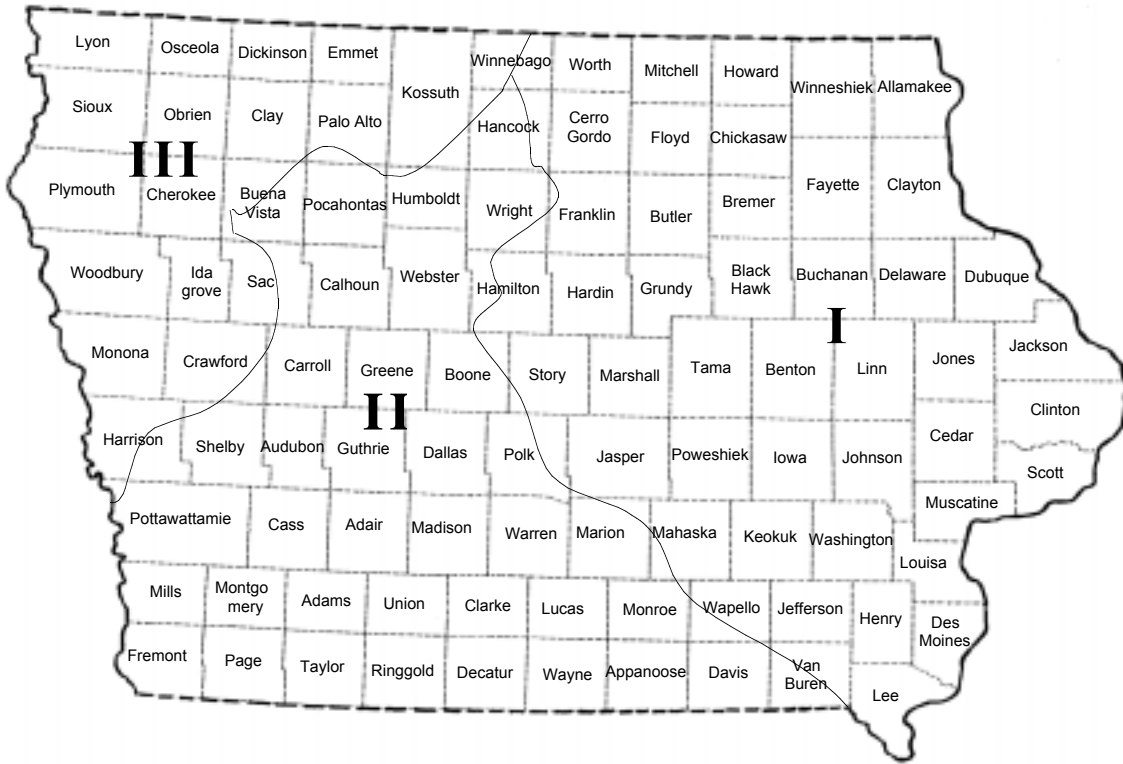 Lyon
Osceola
Dickinson
Emmet
Kossuth
Winnebago
Worth
Mitchell
Howard
Winneshiek
Allamakee
Sioux
Obrien
Clay
Palo Alto
Hancock
Cerro
Gordo
Floyd
Chickasaw
Fayette
Clayton
III
Plymouth
Cherokee
Buena
Vista
Pocahontas
Humboldt
Wright
Franklin
Butler
Bremer
Woodbury
Ida
grove
Sac
Calhoun
Webster
Hamilton
Hardin
Grundy
Black
Hawk
Buchanan
Delaware
Dubuque
I
Monona
Crawford
Carroll
Greene
Boone
Story
Marshall
Tama
Benton
Linn
Jones
Jackson
II
Clinton
Harrison
Shelby
Audubon
Guthrie
Dallas
Polk
Jasper
Poweshiek
Iowa
Johnson
Cedar
Scott
Muscatine
Pottawattamie
Cass
Adair
Madison
Warren
Marion
Mahaska
Keokuk
Washington
Louisa
Mills
Montgo
mery
Adams
Union
Clarke
Lucas
Monroe
Wapello
Jefferson
Henry
Des
Moines
Fremont
Page
Taylor
Ringgold
Decatur
Wayne
Appanoose
Davis
Van
Buren
Lee